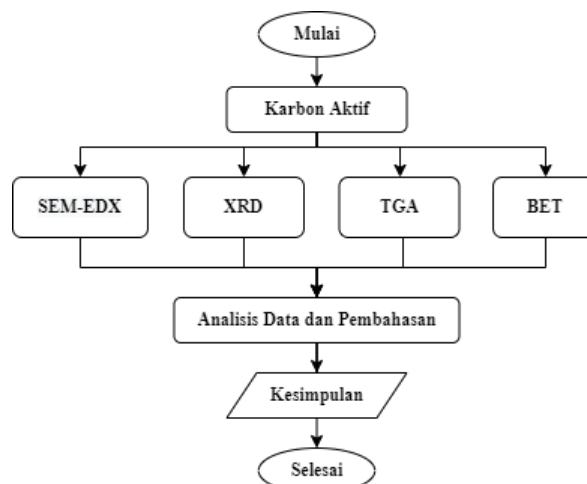 Mulai
Karbon Aktif
SEM-EDX
XRD
TGA
BET
Analisis Data dan Pembahasan
Kesimpulan
Selesai